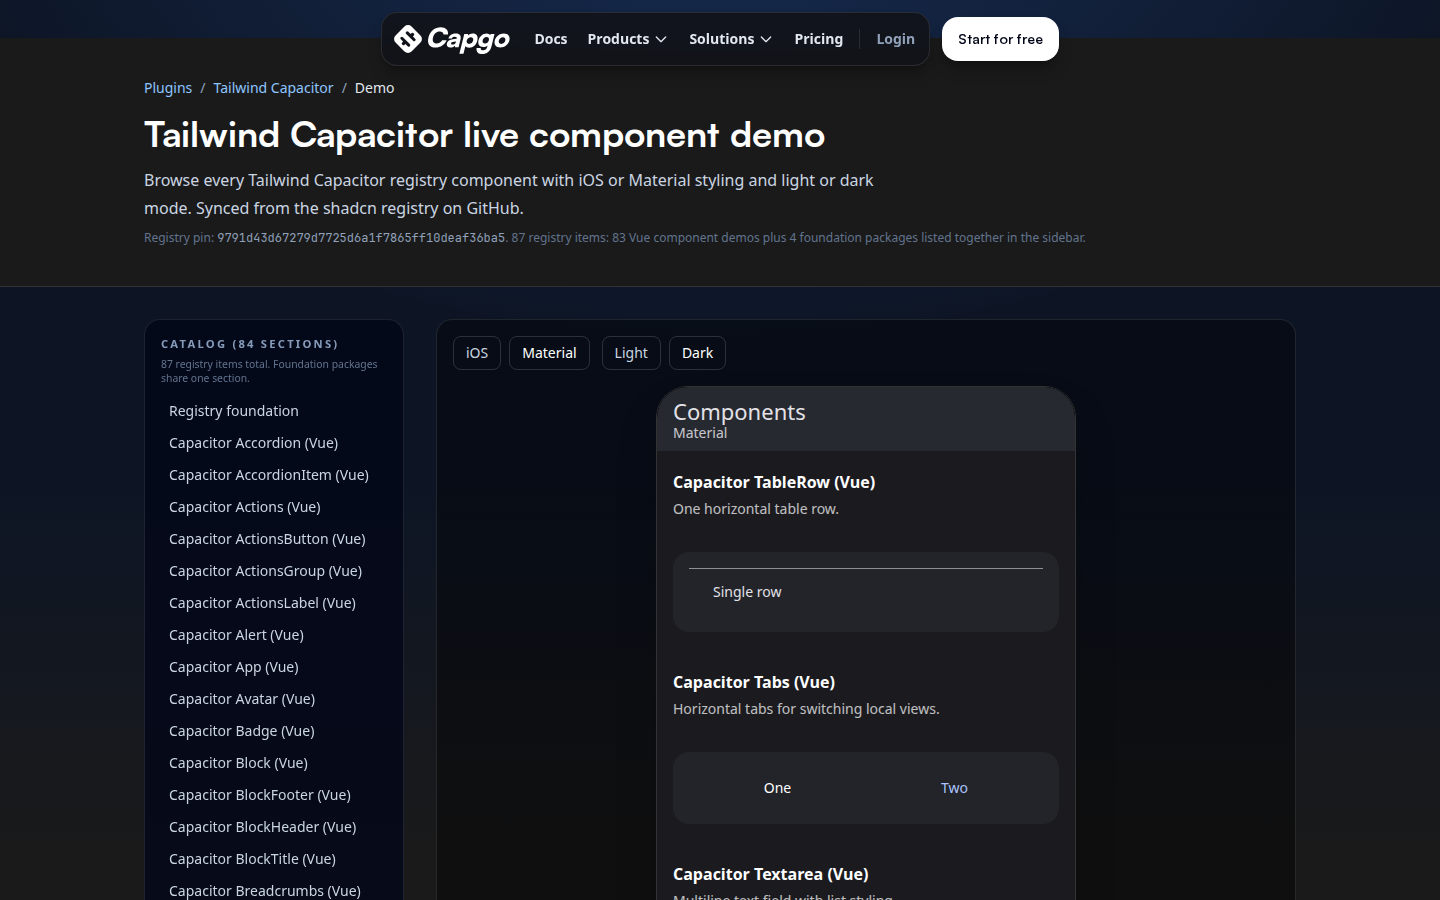 Capgo
Docs
Products
Solutions
Pricing
Login
Start for free
Plugins / Tailwind Capacitor / Demo
Tailwind Capacitor live component demo
Browse every Tailwind Capacitor registry component with iOS or Material styling and light or dark
mode. Synced from the shadcn registry on GitHub.
Registry pin: 9791d43d67279d7725d6a1f7865ff10deaf36ba5. 87 registry items: 83 Vue component demos plus 4 foundation packages listed together in the sidebar.
CATALOG (84 SECTIONS)
87 registry items total. Foundation packages
share one section.
Registry foundation
Capacitor Accordion (Vue)
Capacitor AccordionItem (Vue)
Capacitor Actions (Vue)
Capacitor ActionsButton (Vue)
Capacitor ActionsGroup (Vue)
Capacitor ActionsLabel (Vue)
Capacitor Alert (Vue)
Capacitor App (Vue)
Capacitor Avatar (Vue)
Capacitor Badge (Vue)
Capacitor Block (Vue)
Capacitor BlockFooter (Vue)
Capacitor BlockHeader (Vue)
Capacitor BlockTitle (Vue)
Capacitor Breadcrumbs (Vue)
iOS
Material
Light
Dark
Components
Material
Capacitor TableRow (Vue)
One horizontal table row.
Single row
Capacitor Tabs (Vue)
Horizontal tabs for switching local views.
One
Two
Capacitor Textarea (Vue)
Multiline text field with list styling.